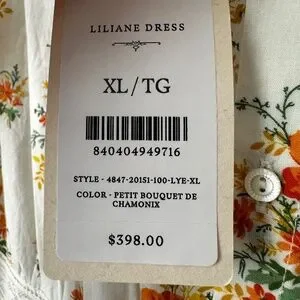 LILIANE DRESS
XL/TG
840404949716
STYLE - 4847-20151-100-LYE-XL
COLOR - PETIT BOUQUET DE
CHAMONIX
$398.00